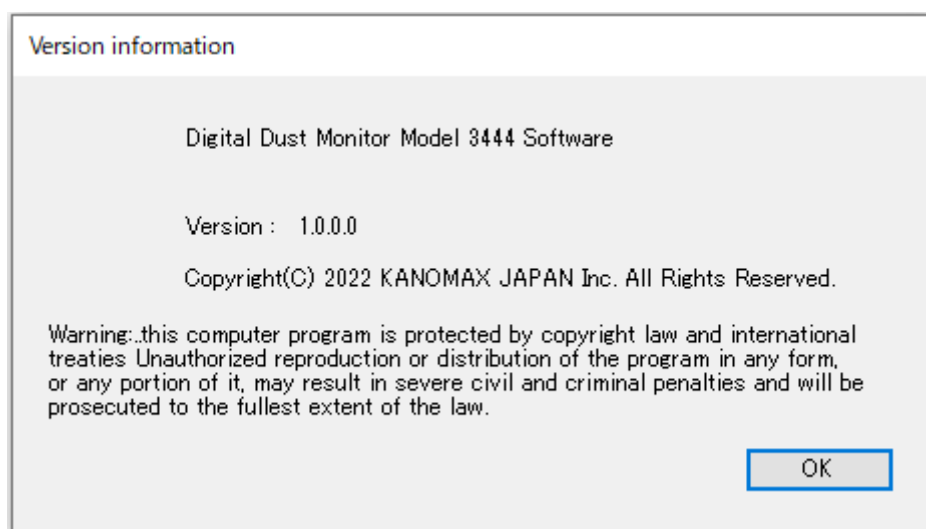 Version information
Digital Dust Monitor Model 3444 Software
Version : 1.0.0.0
Copyright(C) 2022 KANOMAX JAPAN Inc. All Rights Reserved.
Warning:..this computer program is protected by copyright law and international
treaties Unauthorized reproduction or distribution of the program in any form,
or any portion of it, may result in severe civil and criminal penalties and will be
prosecuted to the fullest extent of the law.
OK